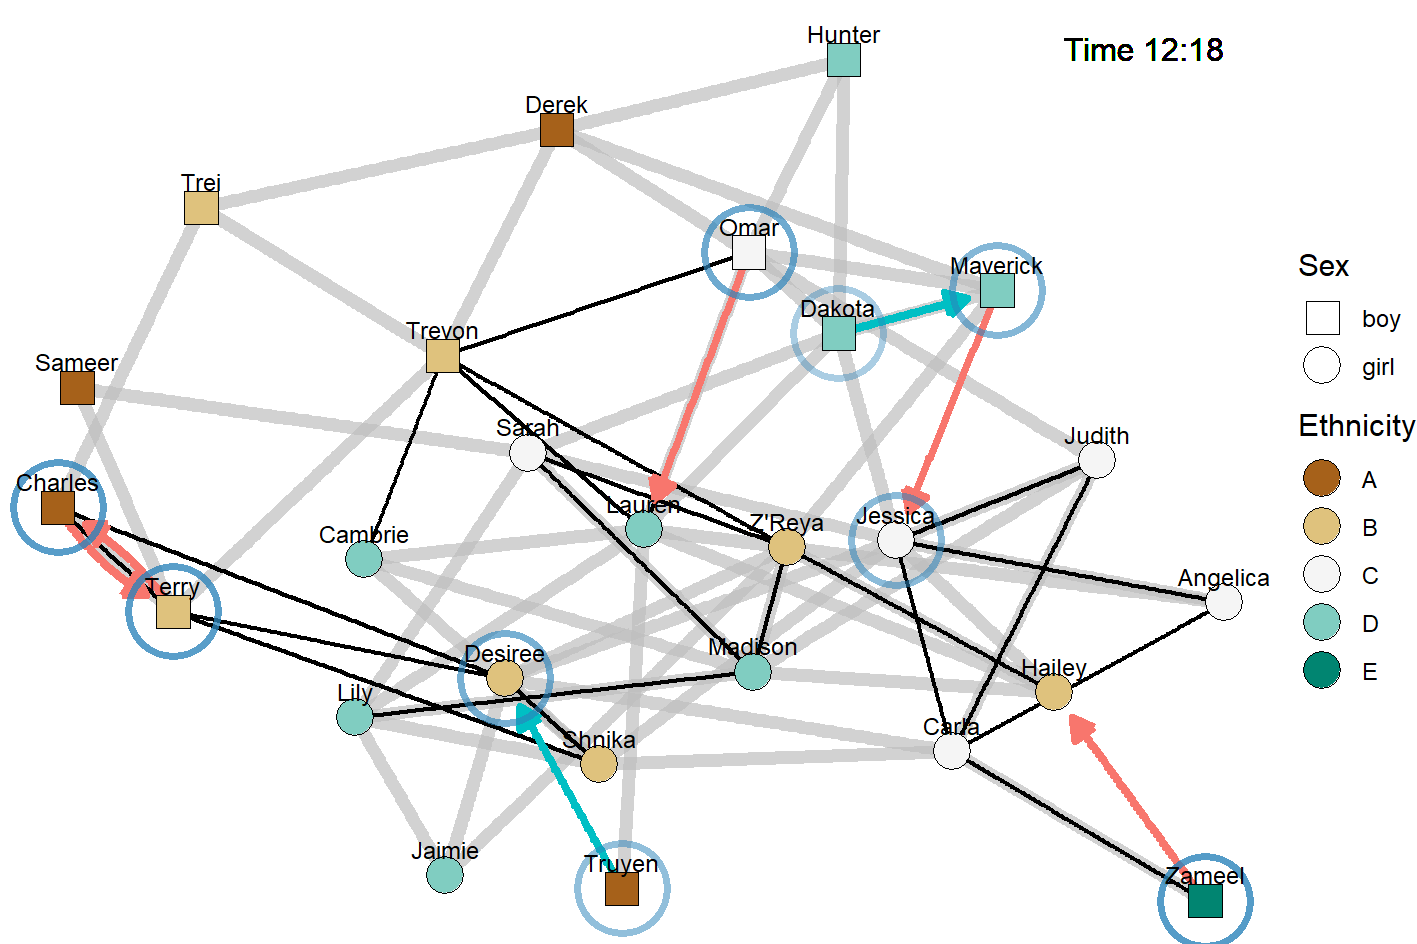 Hunter
Time 12:18
Derek
Trei
Omar
Maverick
Dakota
Trevon
Sameer
Sarah
Judith
Charles
Lauren
Z'Reya
Jessica
Cambrie
Terry
Angelica
Desiree
Madison
Hailey
Lily
Shnika
Carla
Jaimie
Truyen
Zameel
Sex
boy
girl
Ethnicity
A
B
C
D
E